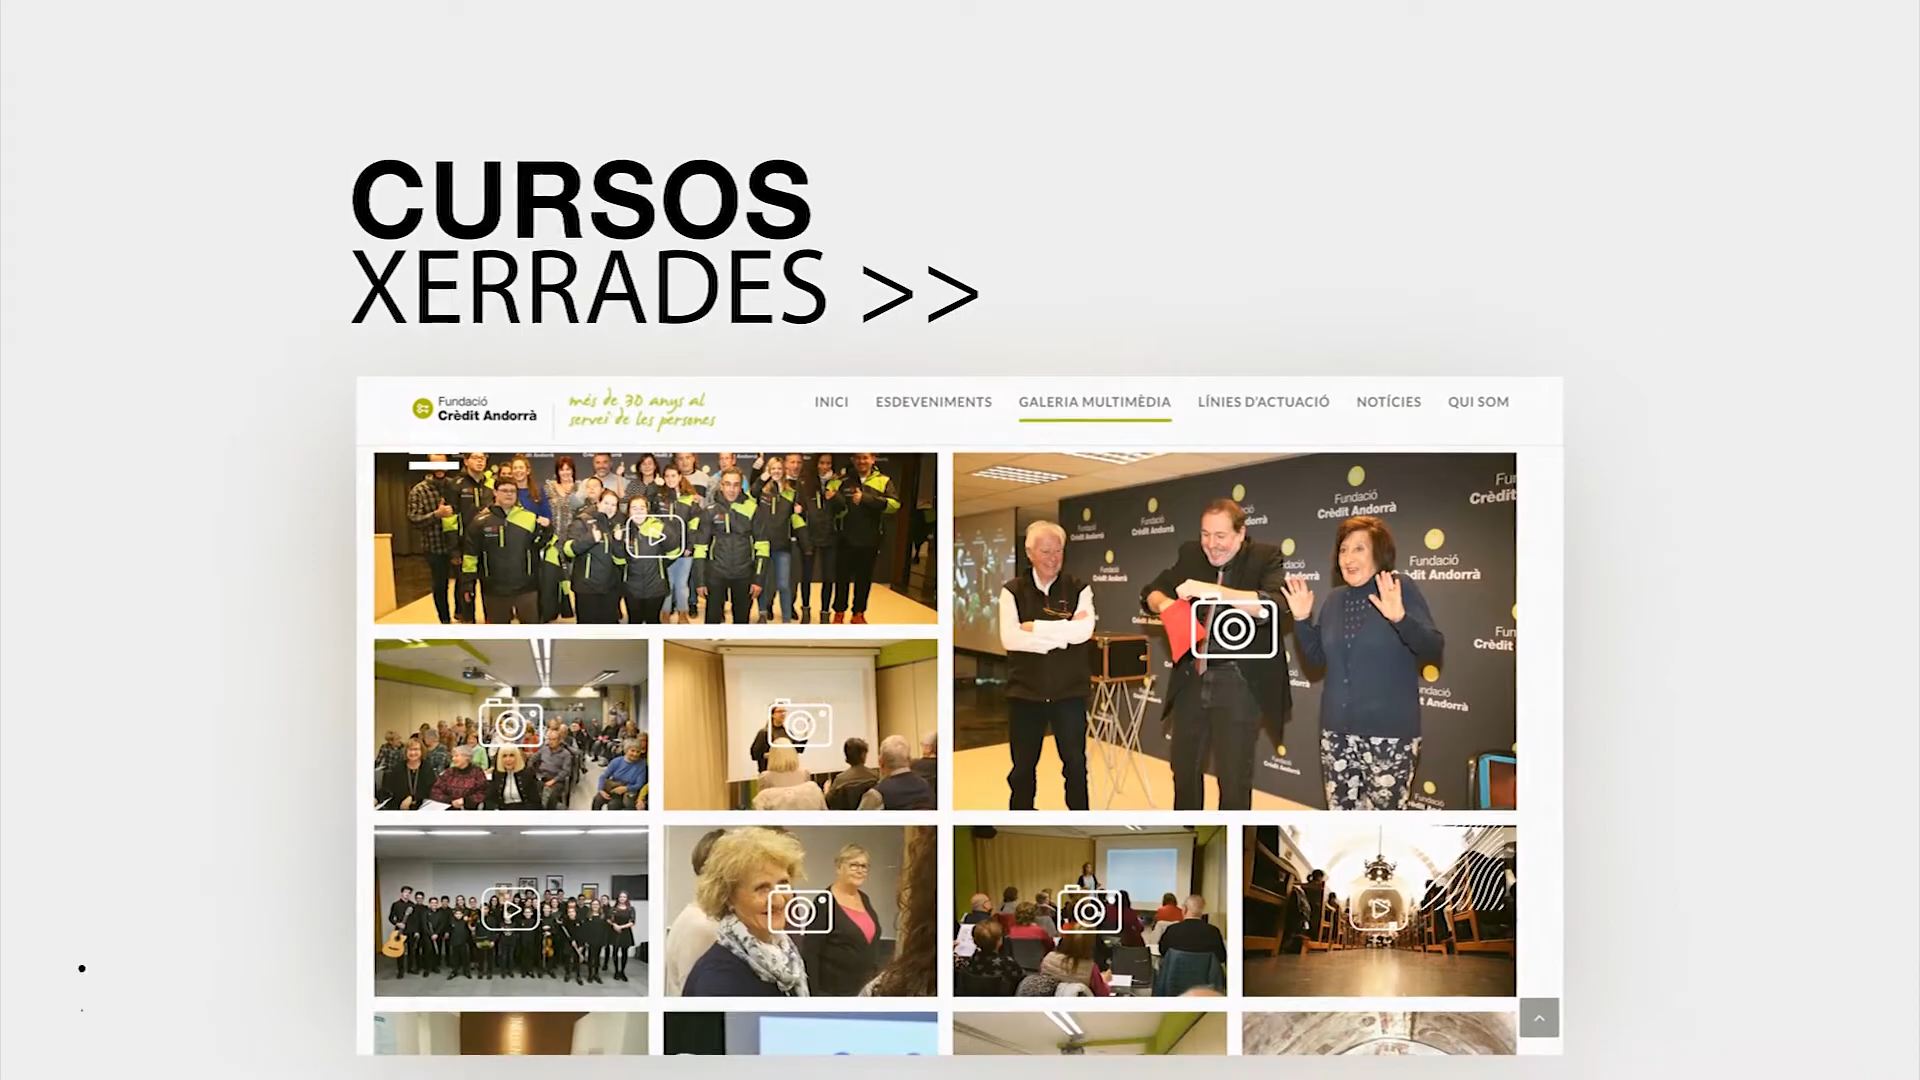 CURSOS
XERRADES >>
Fundació
Crèdit Andorrà
més de 30 anys al
servei de les persones
INICI
ESDEVENIMENTS
GALERIA MULTIMÈDIA
LÍNIES D'ACTUACIÓ
NOTÍCIES
QUI SOM
Fundació
Crèdit Andorrà
Fundació
Crèdit Andorrà